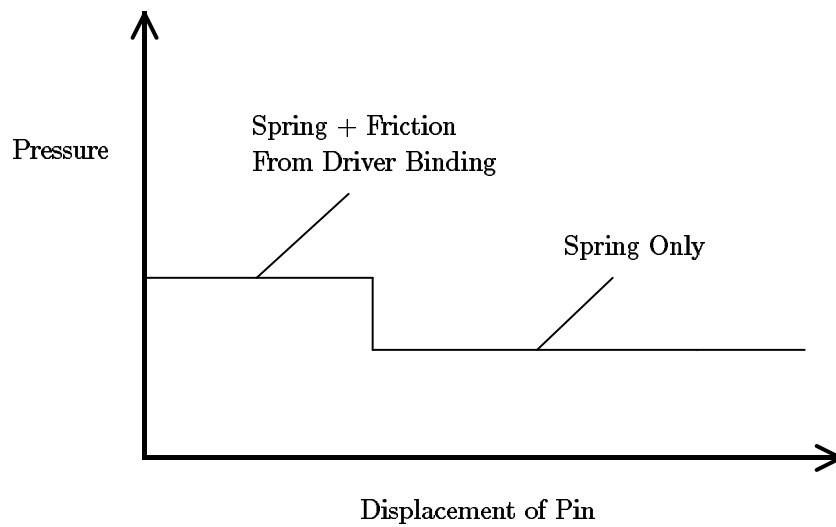 Pressure
Spring + Friction
From Driver Binding
Spring Only
Displacement of Pin